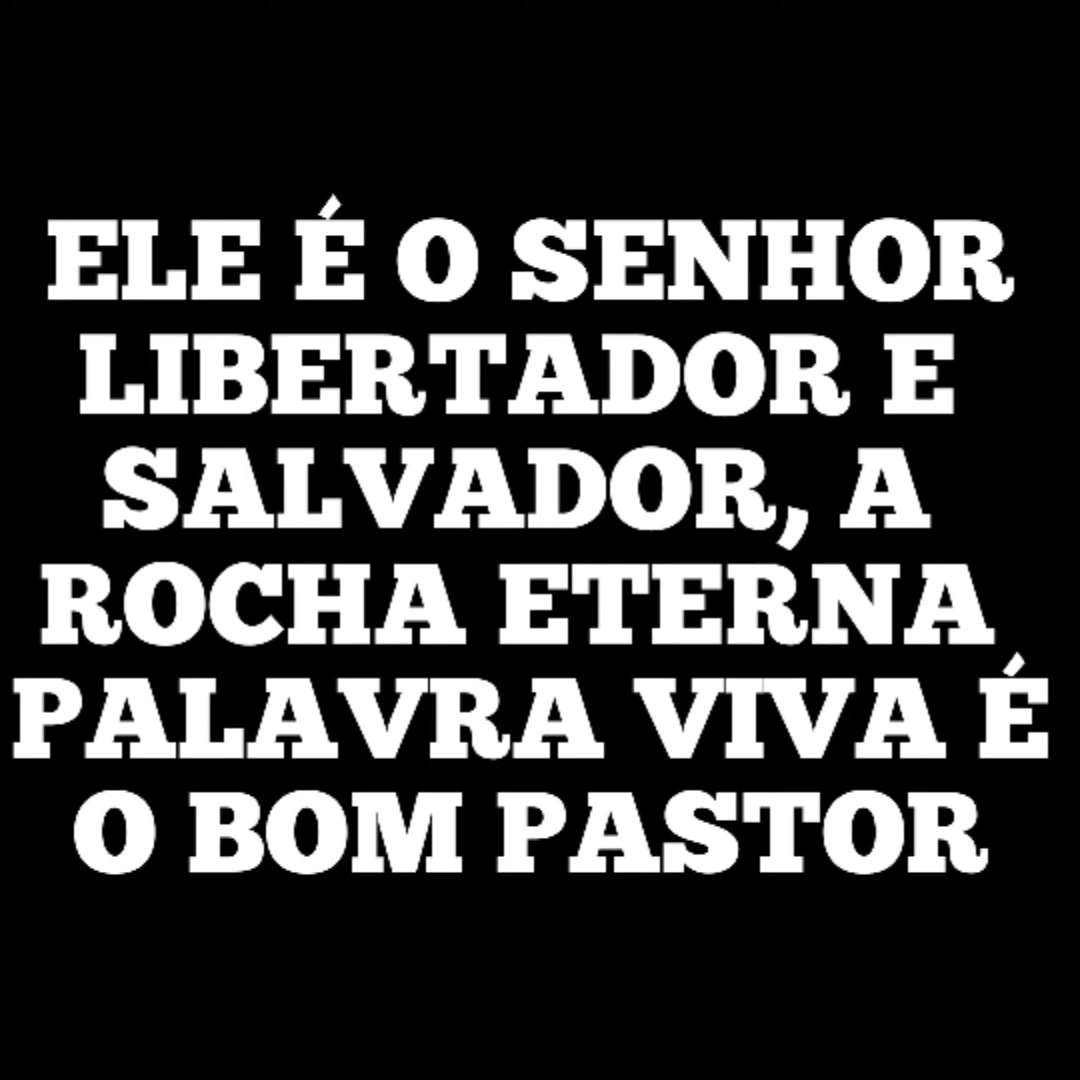 ELE É O SENHOR
LIBERTADOR E
SALVADOR, A
ROCHA ETERNA
PALAVRA VIVA É
O BOM PASTOR